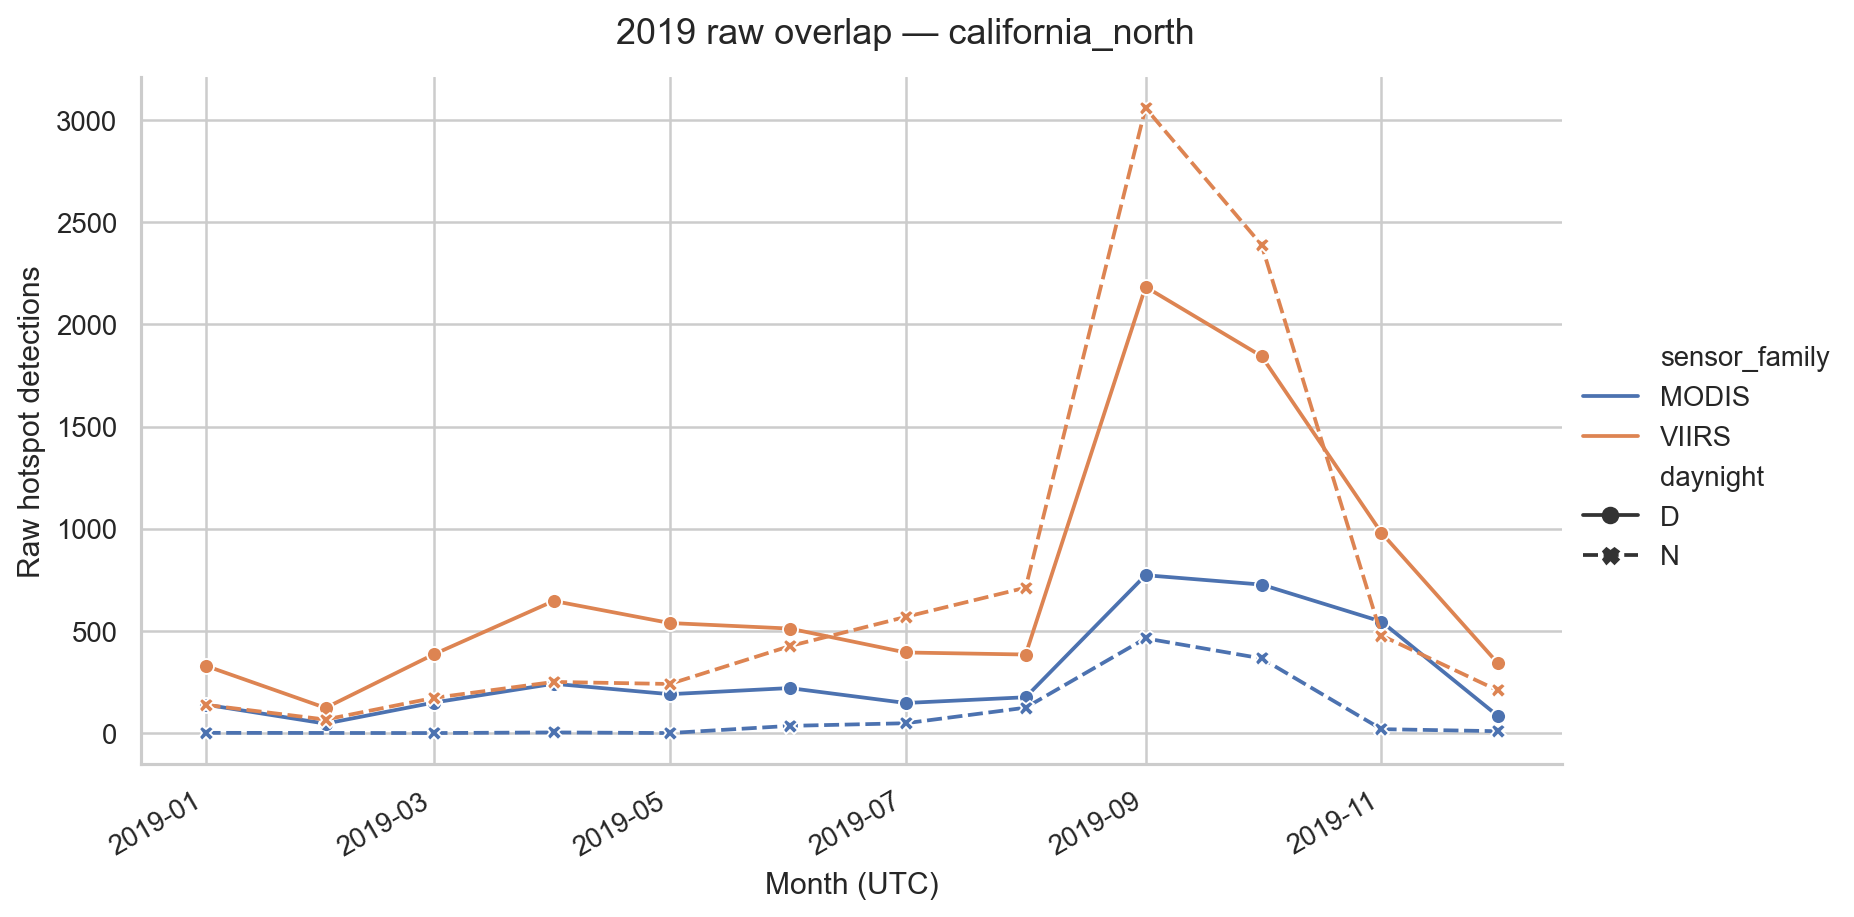 2019 raw overlap — california_north
Raw hotspot detections
3000
2500
2000
1500
1000
500
0
2019-01
2019-03
2019-05
2019-07
2019-09
2019-11
Month (UTC)
sensor_family
MODIS
VIIRS
daynight
D
N